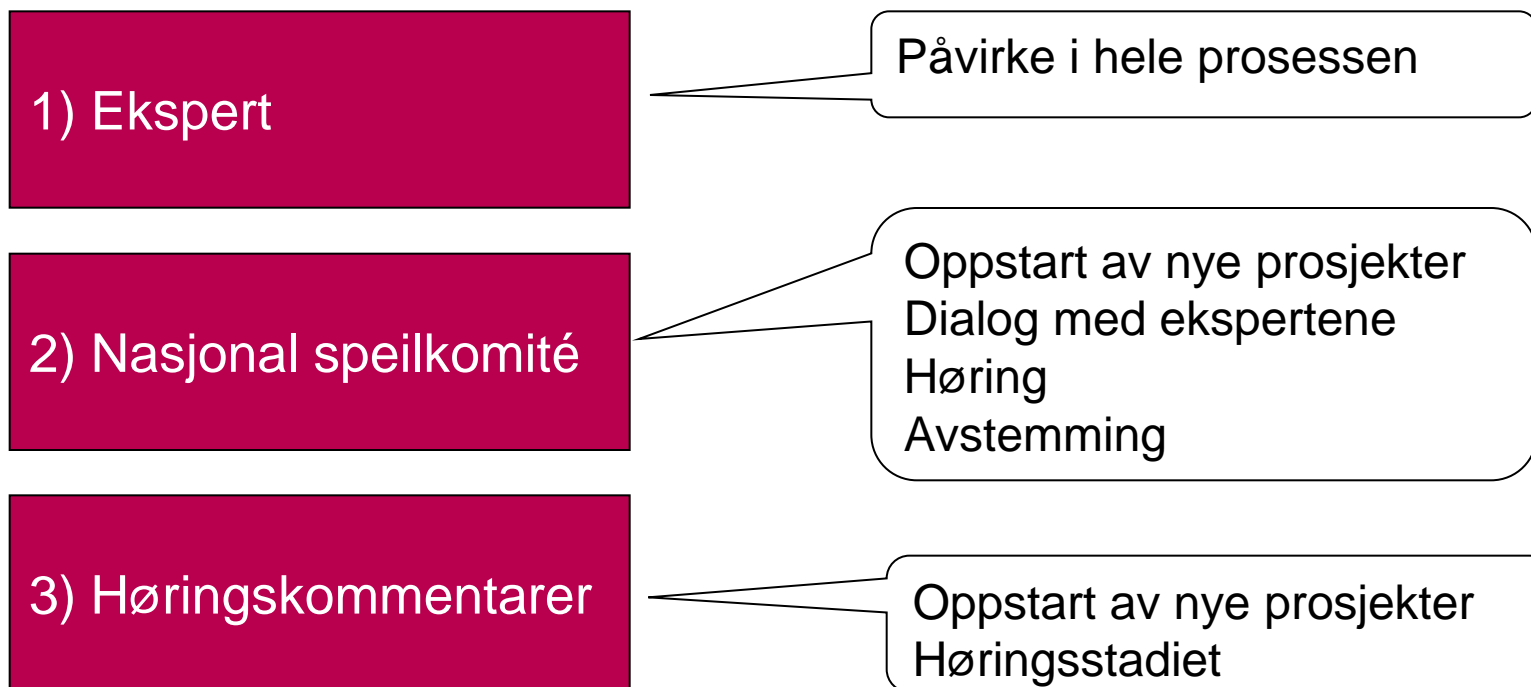 1) Ekspert
Påvirke i hele prosessen
2) Nasjonal speilkomité
Oppstart av nye prosjekter
Dialog med ekspertene
Høring
Avstemming
3) Høringskommentarer
Oppstart av nye prosjekter
Høringsstadiet